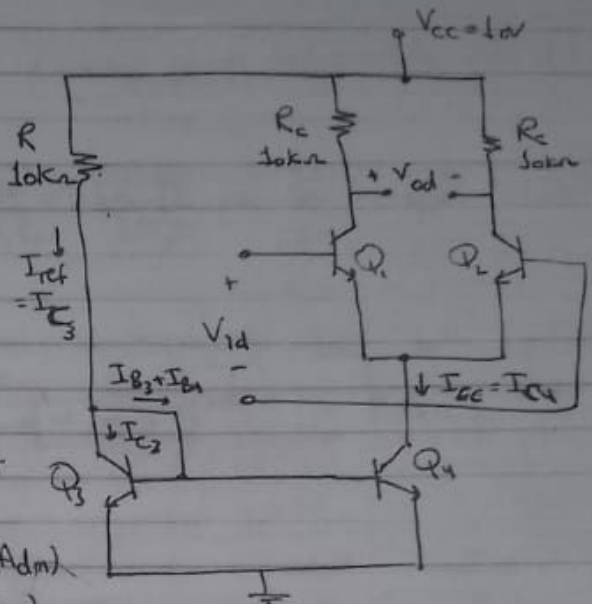 Vcc = 10V
R
10kΩ
Rc
10kΩ
Rc
10kΩ
+ Vod -
Iref
= IC3
Q1
Q2
+
Vid
-
IB3+IB4
IEE = IC4
IC3
Q3
Q4
Adm)
)